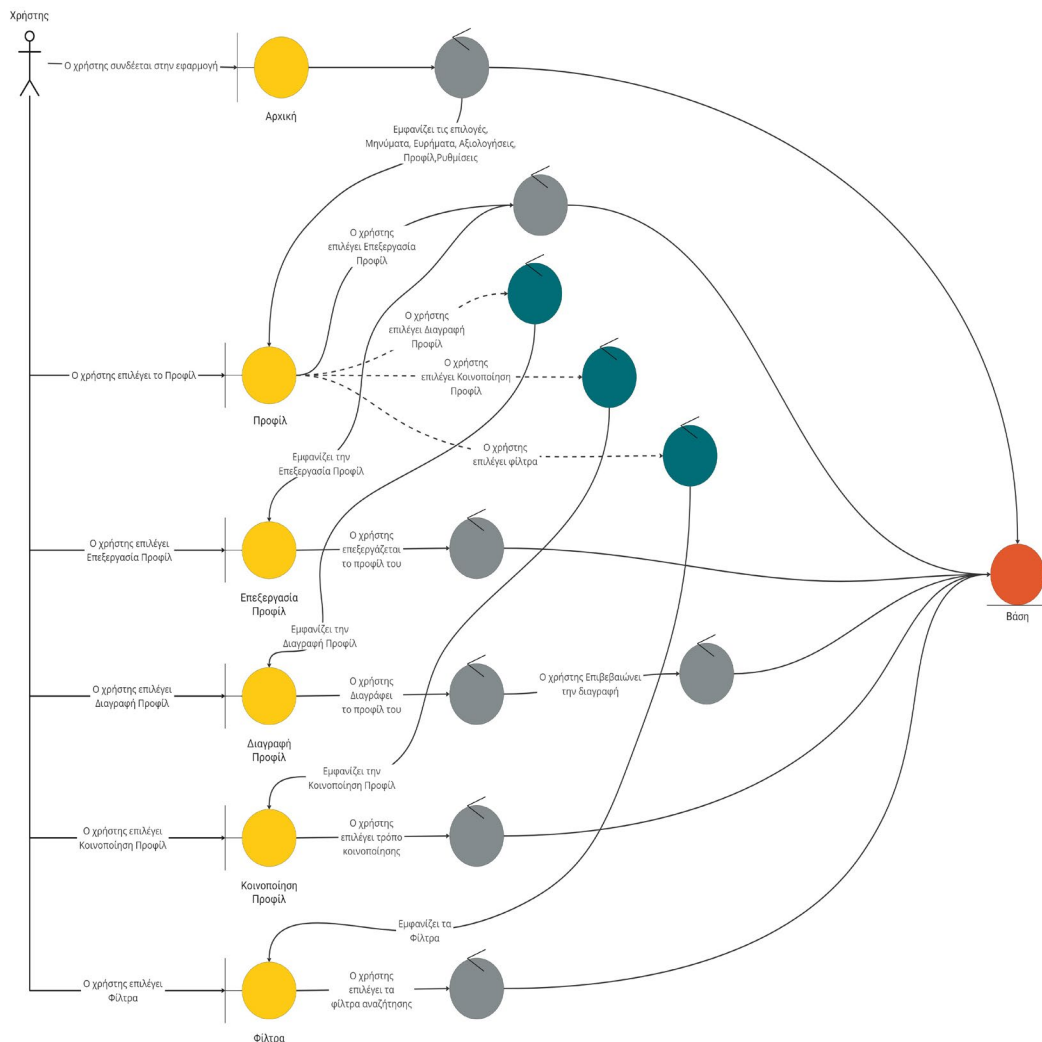 Χρήστης
Ο χρήστης συνδέεται στην εφαρμογή
Αρχική
Εμφανίζει τις επιλογές,
Μηνύματα, Ευρήματα, Αξιολογήσεις,
Προφίλ,Ρυθμίσεις
Ο χρήστης
επιλέγει Επεξεργασία
Προφίλ
Ο χρήστης
επιλέγει Διαγραφή
Προφίλ
Ο χρήστης
επιλέγει Κοινοποίηση
Προφίλ
Ο χρήστης επιλέγει το Προφίλ
Προφίλ
Ο χρήστης
επιλέγει φίλτρα
Εμφανίζει την
Επεξεργασία Προφίλ
Ο χρήστης επιλέγει
Επεξεργασία Προφίλ
Ο χρήστης
επεξεργάζεται
το προφίλ του
Επεξεργασία
Προφίλ
Βάση
Εμφανίζει την
Διαγραφή Προφίλ
Ο χρήστης επιλέγει
Διαγραφή Προφίλ
Ο χρήστης
Διαγράφει
το προφίλ του
Ο χρήστης Επιβεβαιώνει
την διαγραφή
Διαγραφή
Προφίλ
Εμφανίζει την
Κοινοποίηση Προφίλ
Ο χρήστης επιλέγει
Κοινοποίηση Προφίλ
Ο χρήστης
επιλέγει τρόπο
κοινοποίησης
Κοινοποίηση
Προφίλ
Εμφανίζει τα
Φίλτρα
Ο χρήστης επιλέγει
Φίλτρα
Ο χρήστης
επιλέγει τα
φίλτρα αναζήτησης
Φίλτρα